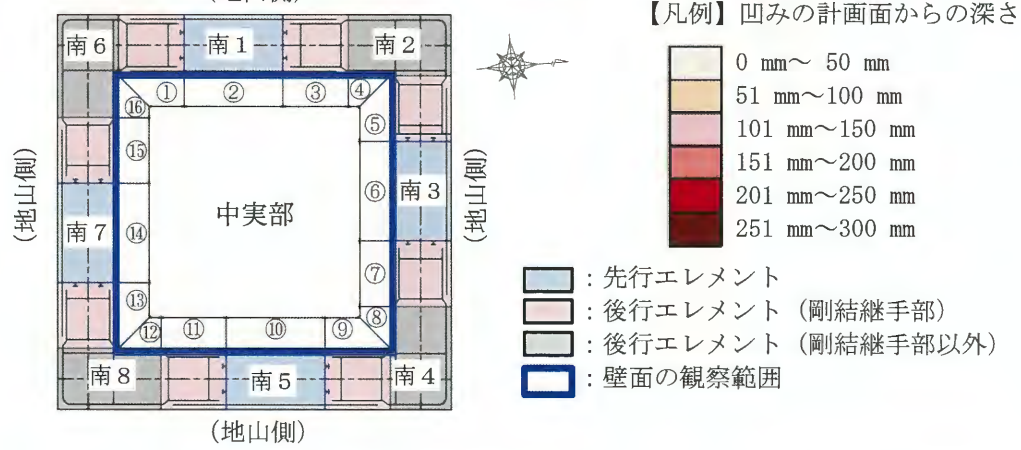 【凡例】凹みの計画面からの深さ
0 mm～ 50 mm
51 mm～100 mm
101 mm～150 mm
151 mm～200 mm
201 mm～250 mm
251 mm～300 mm
南6
南1
南2
① ② ③ ④
⑯
⑤
⑮
(地山側)
中実部
⑥
南3
(地山側)
南7
⑭
⑦
⑬
⑧
⑫ ⑪ ⑩ ⑨
南8
南5
南4
(地山側)
：先行エレメント
：後行エレメント（剛結継手部）
：後行エレメント（剛結継手部以外）
：壁面の観察範囲